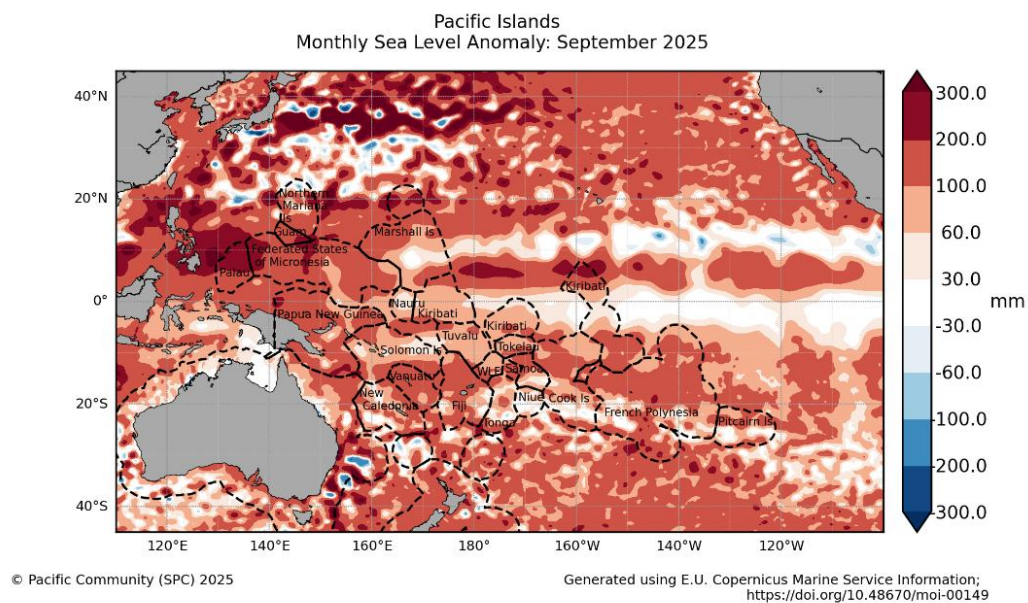 Pacific Islands
Monthly Sea Level Anomaly: September 2025
40°N
20°N
0°
20°S
40°S
120°E
140°E
160°E
180°
160°W
140°W
120°W
Northern
Mariana
Is
Guam
Palau
Federated States
of Micronesia
Marshall Is
Papua New Guinea
Nauru
Kiribati
Kiribati
Kiribati
Tuvalu
Tokelau
Solomon Is
Vanuatu
W&F
Samoa
New
Caledonia
Fiji
Tonga
Niue
Cook Is
French Polynesia
Pitcairn Is
300.0
200.0
100.0
60.0
30.0
-30.0
-60.0
-100.0
-200.0
-300.0
mm
© Pacific Community (SPC) 2025
Generated using E.U. Copernicus Marine Service Information;
https://doi.org/10.48670/moi-00149